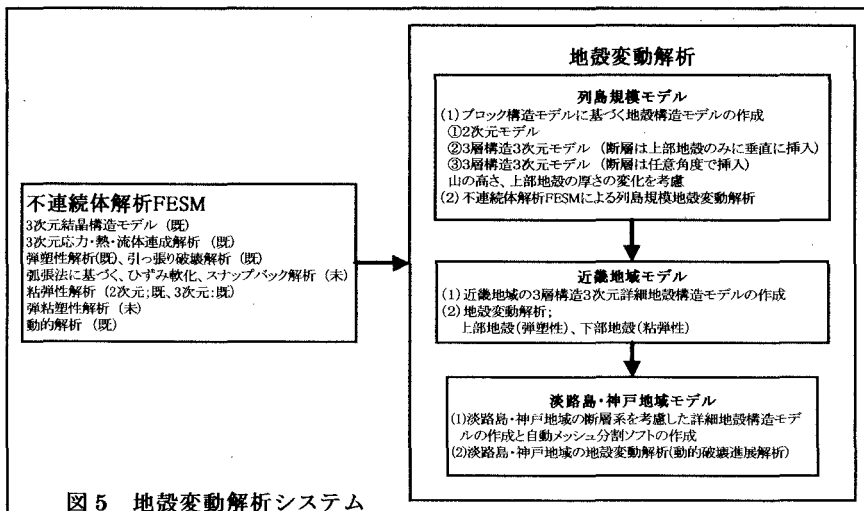 不連続体解析FESM
3次元結晶構造モデル (既)
3次元応力・熱・流体連成解析 (既)
弾塑性解析(既)、引っ張り破壊解析 (既)
弧長法に基づく、ひずみ軟化、スナップバック解析 (未)
粘弾性解析 (2次元;既、3次元:既)
弾粘塑性解析 (未)
動的解析 (既)
地殻変動解析
列島規模モデル
(1)ブロック構造モデルに基づく地殻構造モデルの作成
①2次元モデル
②3層構造3次元モデル (断層は上部地殻のみに垂直に挿入)
③3層構造3次元モデル (断層は任意角度で挿入)
山の高さ、上部地殻の厚さの変化を考慮
(2)不連続体解析FESMによる列島規模地殻変動解析
近畿地域モデル
(1)近畿地域の3層構造3次元詳細地殻構造モデルの作成
(2)地殻変動解析;
上部地殻(弾塑性)、下部地殻(粘弾性)
淡路島・神戸地域モデル
(1)淡路島・神戸地域の断層系を考慮した詳細地殻構造モデ
ルの作成と自動メッシュ分割ソフトの作成
(2)淡路島・神戸地域の地殻変動解析(動的破壊進展解析)
図5 地殻変動解析システム